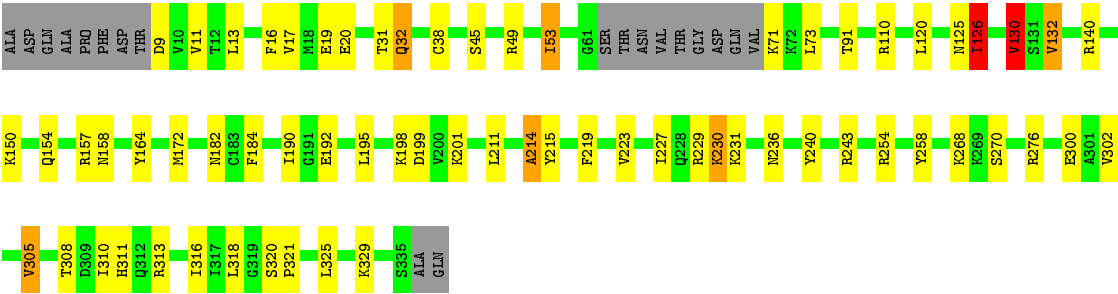 ALA ASP GLN ALA PRO PHE ASP THR D9 V10 V11 T12 L13 F16 V17 M18 E19 E20 T31 Q32 C38 S45 R49 I53 G61 SER THR ASN VAL THR GLY ASP GLN VAL K71 K72 L73 T91 R110 L120 N125 I126 V130 S131 V132 R140
K150 Q154 R157 N158 Y164 M172 N182 C183 F184 I190 G191 E192 L195 K198 D199 V200 K201 L211 A214 Y215 F219 V223 I227 Q228 R229 K230 K231 N236 Y240 R243 R254 Y258 K268 K269 S270 R276 E300 A301 V302
V305 T308 D309 I310 H311 Q312 R313 I316 I317 L318 G319 S320 P321 L325 K329 S335 ALA GLN